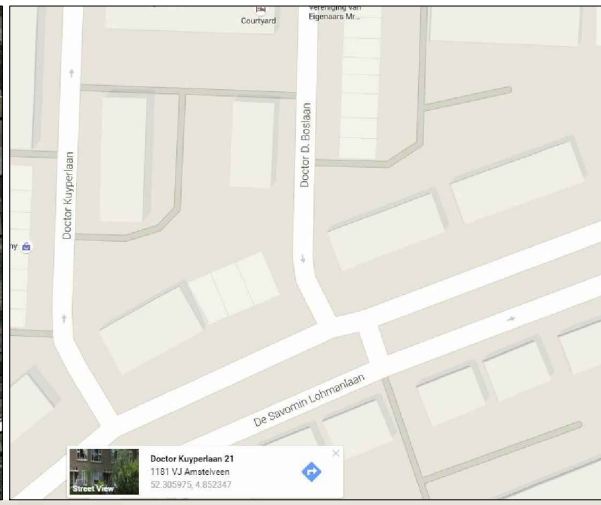 Courtyard
Vereniging van
Eigenaars Mr...
Doctor Kuyperlaan
Doctor D. Boslaan
ny
De Savornin Lohmanlaan
Doctor Kuyperlaan 21
1181 VJ Amstelveen
52.305975, 4.852347
Street View